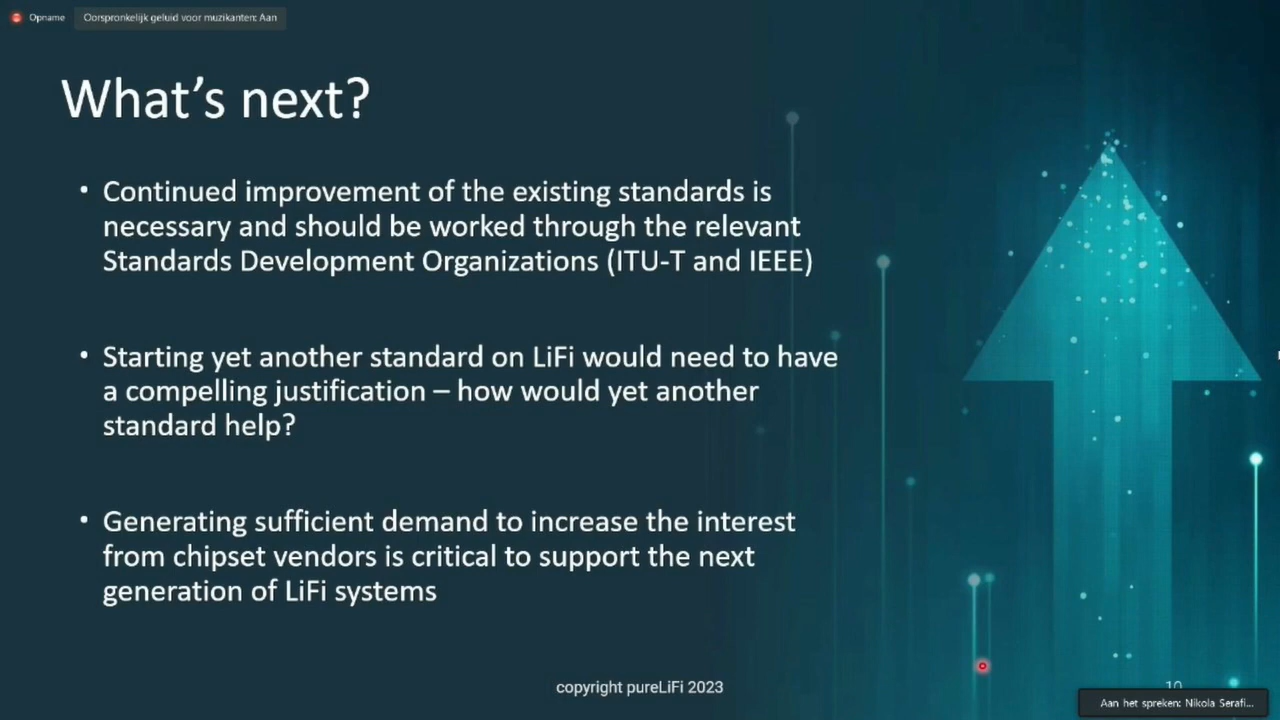 Opname
Oorspronkelijk geluid voor muzikanten: Aan
What's next?
• Continued improvement of the existing standards is
necessary and should be worked through the relevant
Standards Development Organizations (ITU-T and IEEE)
• Starting yet another standard on LiFi would need to have
a compelling justification – how would yet another
standard help?
• Generating sufficient demand to increase the interest
from chipset vendors is critical to support the next
generation of LiFi systems
copyright pureLiFi 2023
10
Aan het spreken: Nikola Serafi...